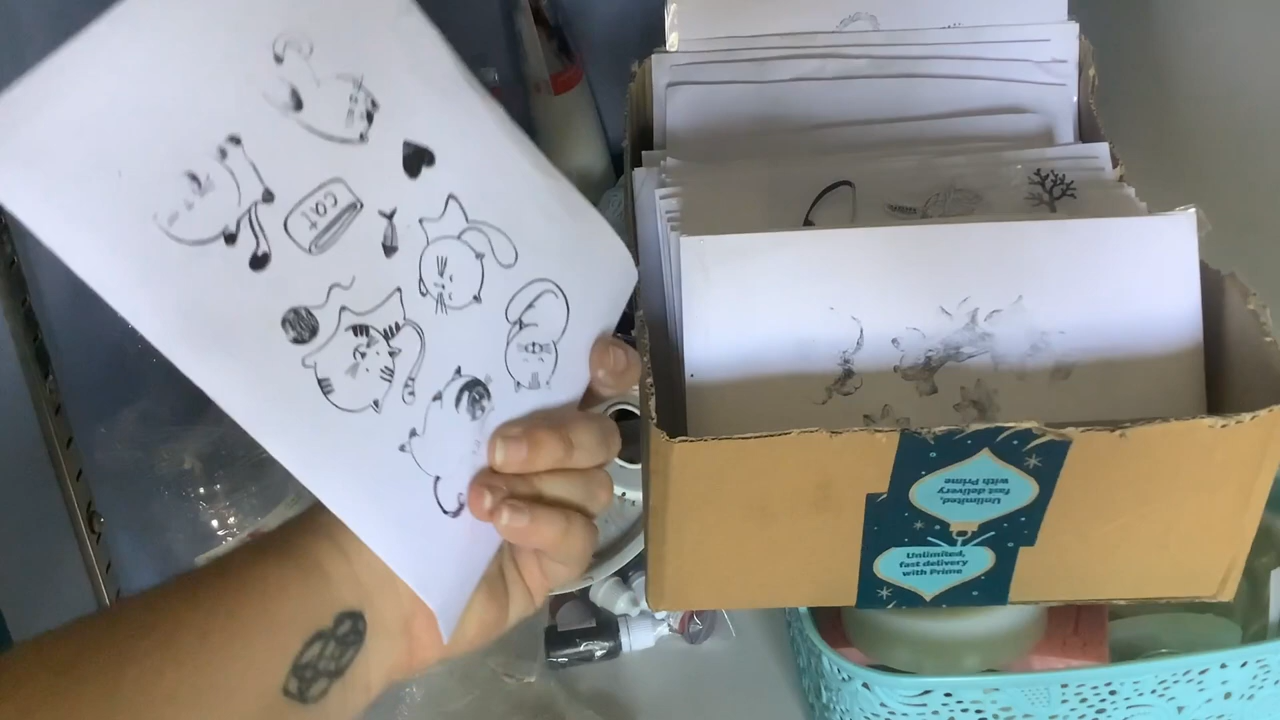 cat
Unlimited,
fast delivery
with Prime
Unlimited,
fast delivery
with Prime